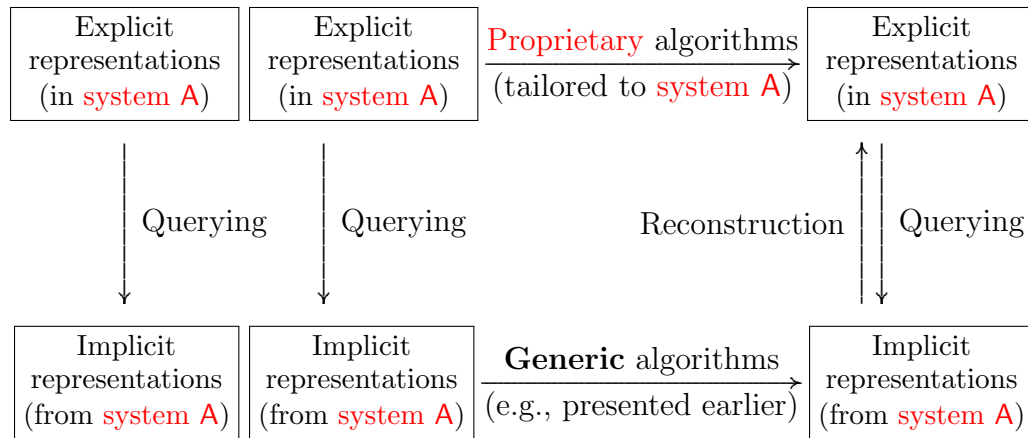 Explicit
representations
(in system A)
Explicit
representations
(in system A)
Proprietary algorithms
(tailored to system A)
Explicit
representations
(in system A)
Querying
Querying
Reconstruction
Querying
Implicit
representations
(from system A)
Implicit
representations
(from system A)
Generic algorithms
(e.g., presented earlier)
Implicit
representations
(from system A)